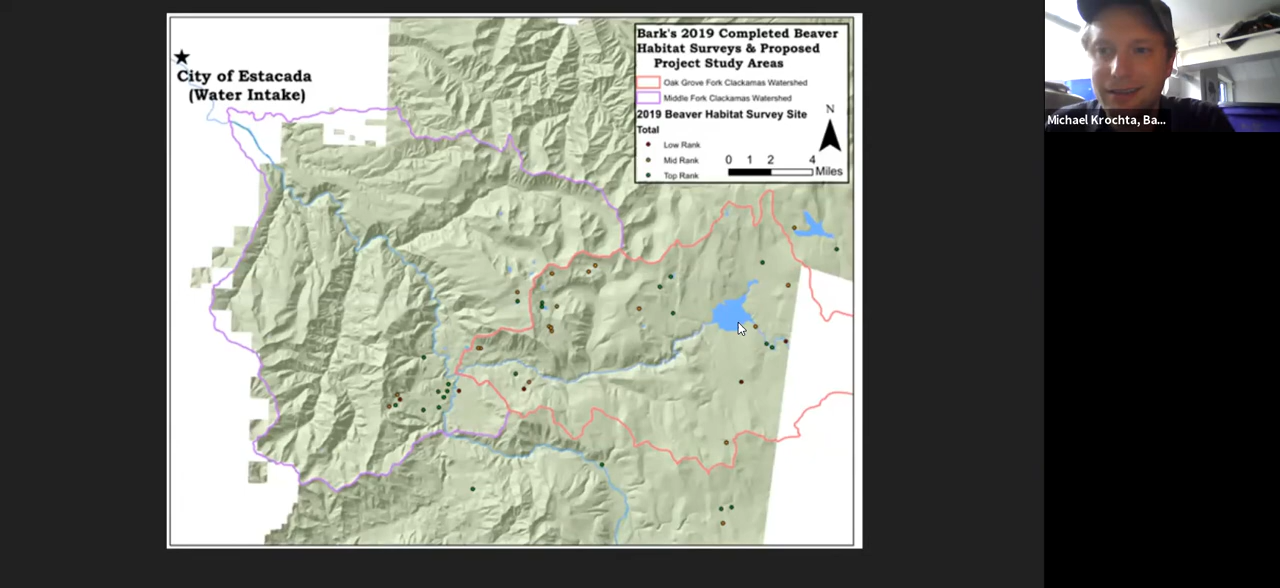 City of Estacada
(Water Intake)
Bark's 2019 Completed Beaver
Habitat Surveys & Proposed
Project Study Areas
Oak Grove Fork Clackamas Watershed
Middle Fork Clackamas Watershed
2019 Beaver Habitat Survey Site
Total
Low Rank
Mid Rank
Top Rank
N
0 1 2 4
Miles
Michael Krochta, Ba...